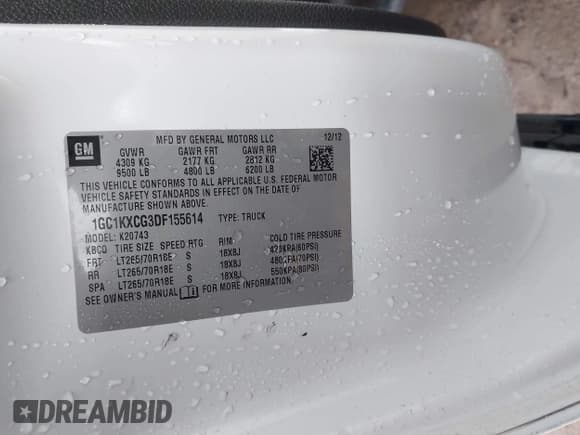 GM
MFD BY GENERAL MOTORS LLC 12/12
GVWR GAWR FRT GAWR RR
4309 KG 2177 KG 2812 KG
9500 LB 4800 LB 6200 LB
THIS VEHICLE CONFORMS TO ALL APPLICABLE U.S. FEDERAL MOTOR
VEHICLE SAFETY STANDARDS IN EFFECT ON THE DATE OF
MANUFACTURE SHOWN ABOVE.
1GC1KXCG3DF155614 TYPE: TRUCK
MODEL: K20743
KBCQ TIRE SIZE SPEED RTG RIM COLD TIRE PRESSURE
FRT LT265/70R18E S 18X8J (60PSI)
RR LT265/70R18E S 18X8J (70PSI)
SPA LT265/70R18E S 18X8J 550KPA(80PSI)
SEE OWNER'S MANUAL FOR MORE INFORMATION
DREAMBID